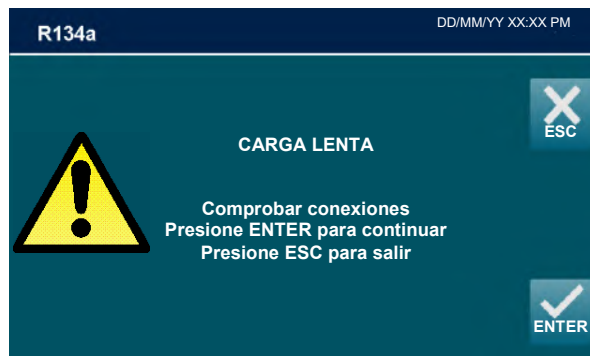 R134a
DD/MM/YY XX:XX PM
ESC
CARGA LENTA
Comprobar conexiones
Presione ENTER para continuar
Presione ESC para salir
ENTER